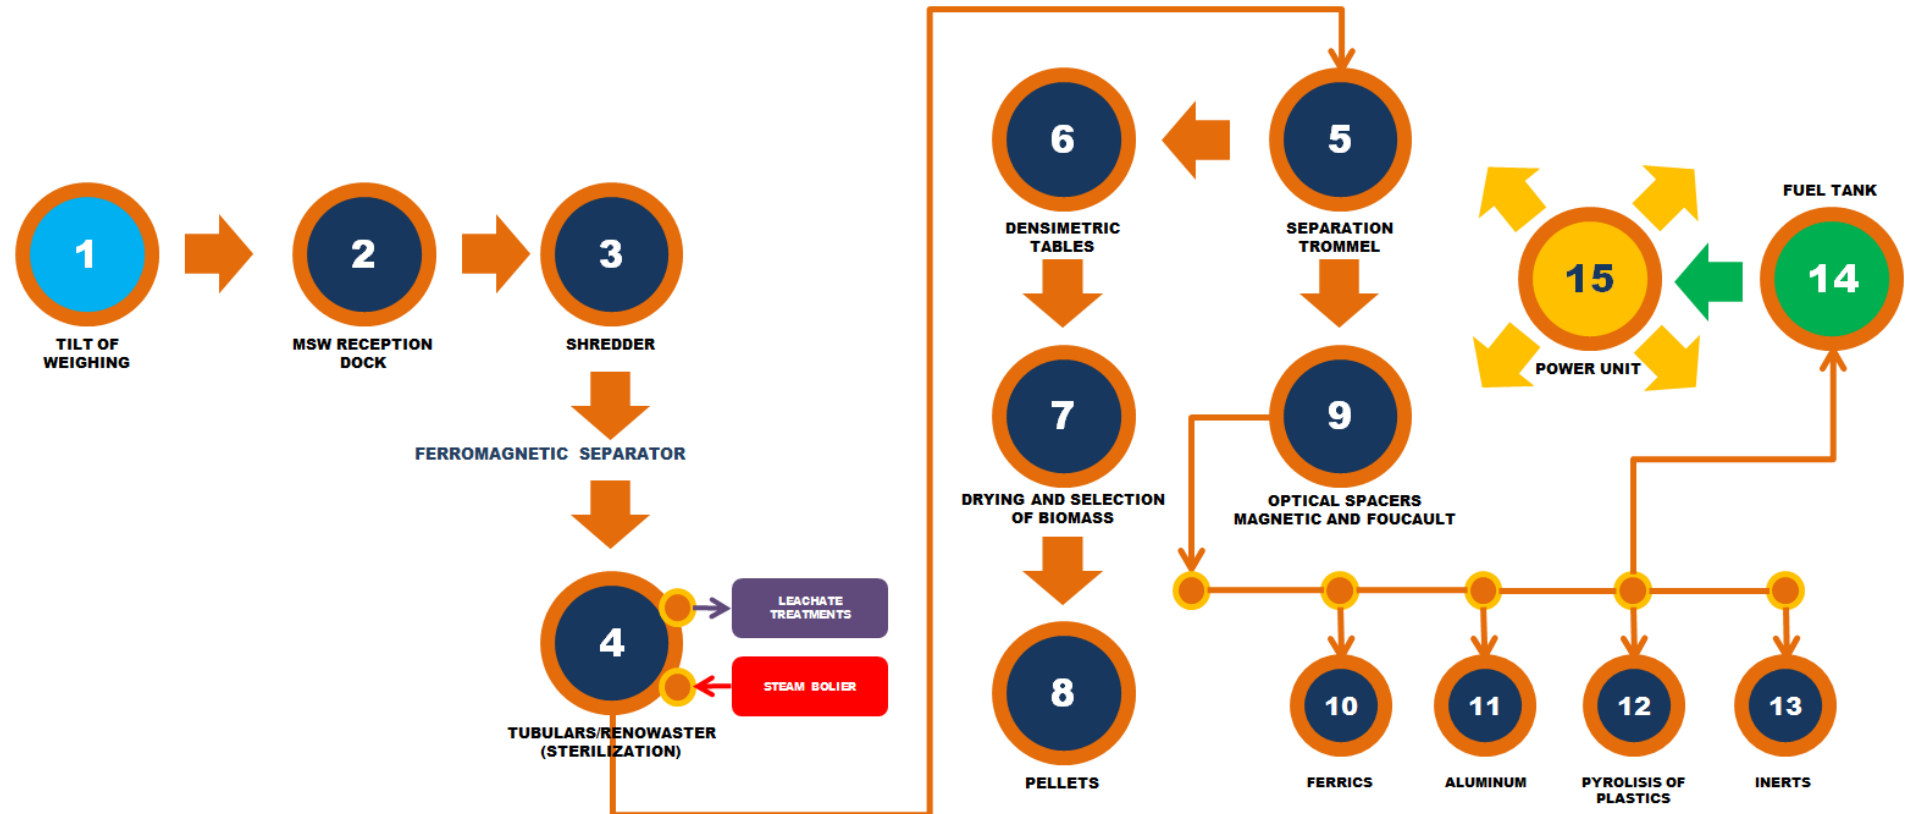 1
TILT OF
WEIGHING
2
MSW RECEPTION
DOCK
3
SHREDDER
FERROMAGNETIC SEPARATOR
4
TUBULARS/RENOWASTER
(STERILIZATION)
LEACHATE
TREATMENTS
STEAM BOLIER
5
SEPARATION
TROMMEL
6
DENSIMETRIC
TABLES
7
DRYING AND SELECTION
OF BIOMASS
8
PELLETS
9
OPTICAL SPACERS
MAGNETIC AND FOUCAULT
10
FERRICS
11
ALUMINUM
12
PYROLISIS OF
PLASTICS
13
INERTS
FUEL TANK
14
15
POWER UNIT